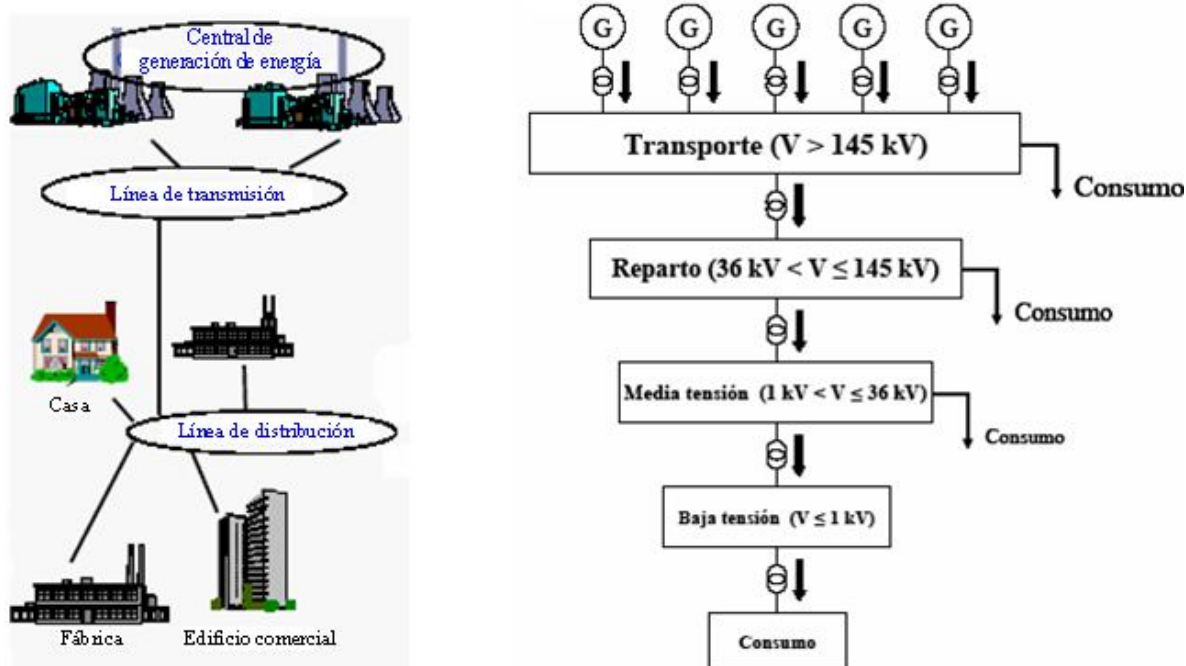 Central de
generación de energía
Línea de transmisión
Casa
Línea de distribución
Fábrica
Edificio comercial
G
G
G
G
G
Transporte (V > 145 kV)
Consumo
Reparto (36 kV < V ≤ 145 kV)
Consumo
Media tensión (1 kV < V ≤ 36 kV)
Consumo
Baja tensión (V ≤ 1 kV)
Consumo